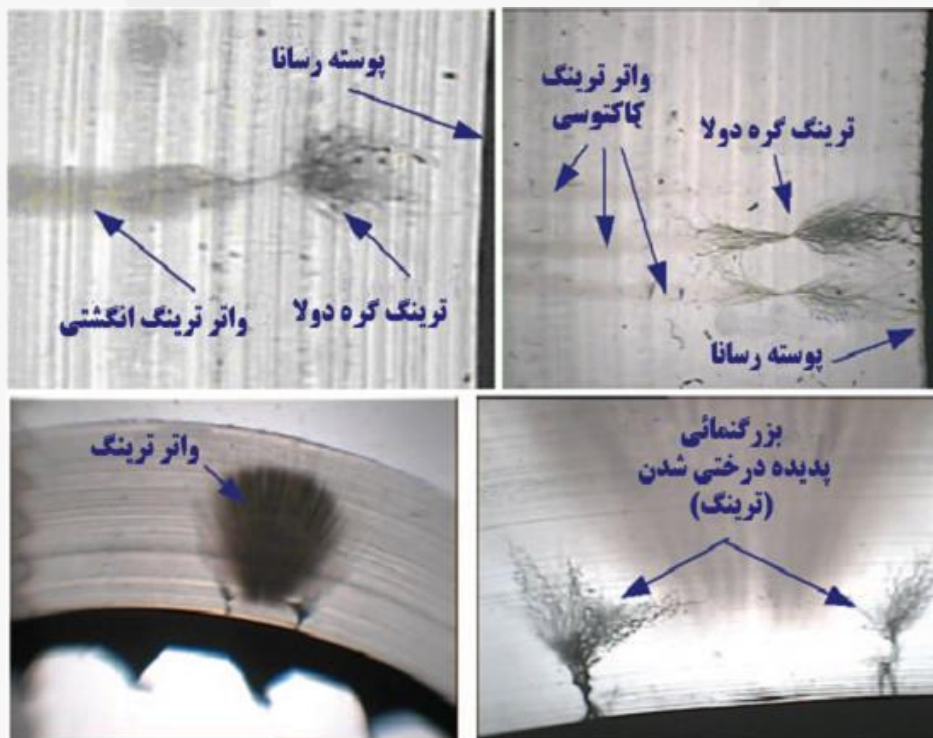 پوسته رسانا
واتر ترینگ انگشتی
ترینگ گره دولا
واتر ترینگ
کاکتوسی
ترینگ گره دولا
پوسته رسانا
واتر ترینگ
بزرگنمائی
پدیده درختی شدن
(ترینگ)